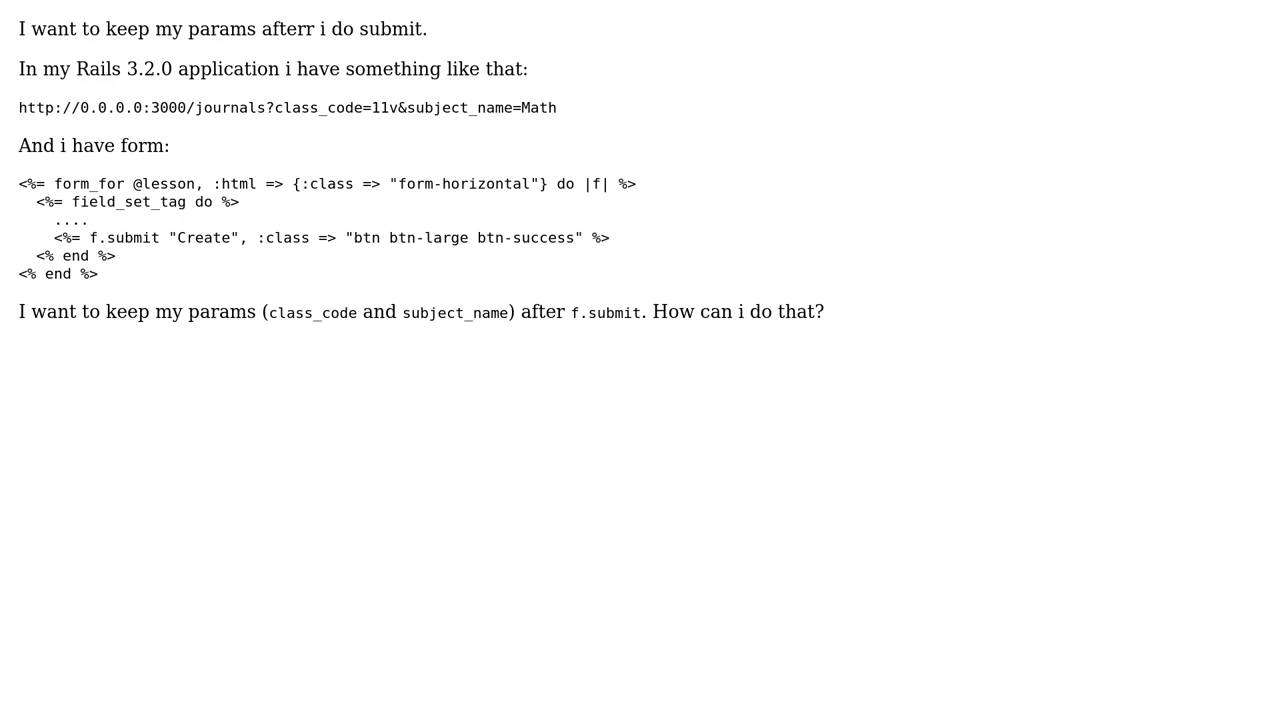 I want to keep my params afterr i do submit.
In my Rails 3.2.0 application i have something like that:
http://0.0.0.0:3000/journals?class_code=11v&subject_name=Math
And i have form:
<%= form_for @lesson, :html => {:class => "form-horizontal"} do |f| %>
  <%= field_set_tag do %>
    ....
    <%= f.submit "Create", :class => "btn btn-large btn-success" %>
  <% end %>
<% end %>
I want to keep my params (class_code and subject_name) after f.submit. How can i do that?